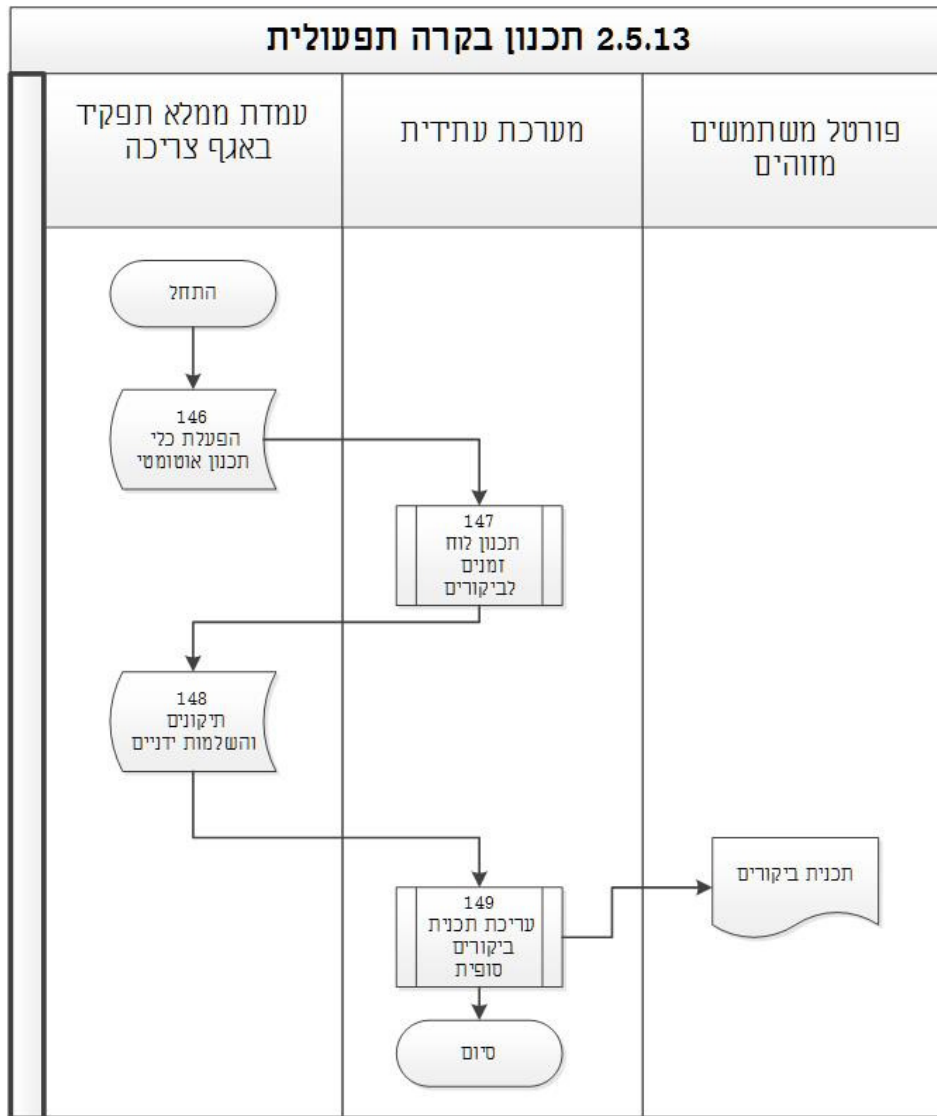 2.5.13 תכנון בקרה תפעולית
פורטל משתמשים
מזוהים
מערכת עתידית
עמדת ממלא תפקיד
באגף צריכה
התחל
146
הפעלת כלי
תכנון אוטומטי
147
תכנון לוח
זמנים
לביקורים
148
תיקונים
והשלמות ידניים
149
עריכת תכנית
ביקורים
סופית
תכנית ביקורים
סיום